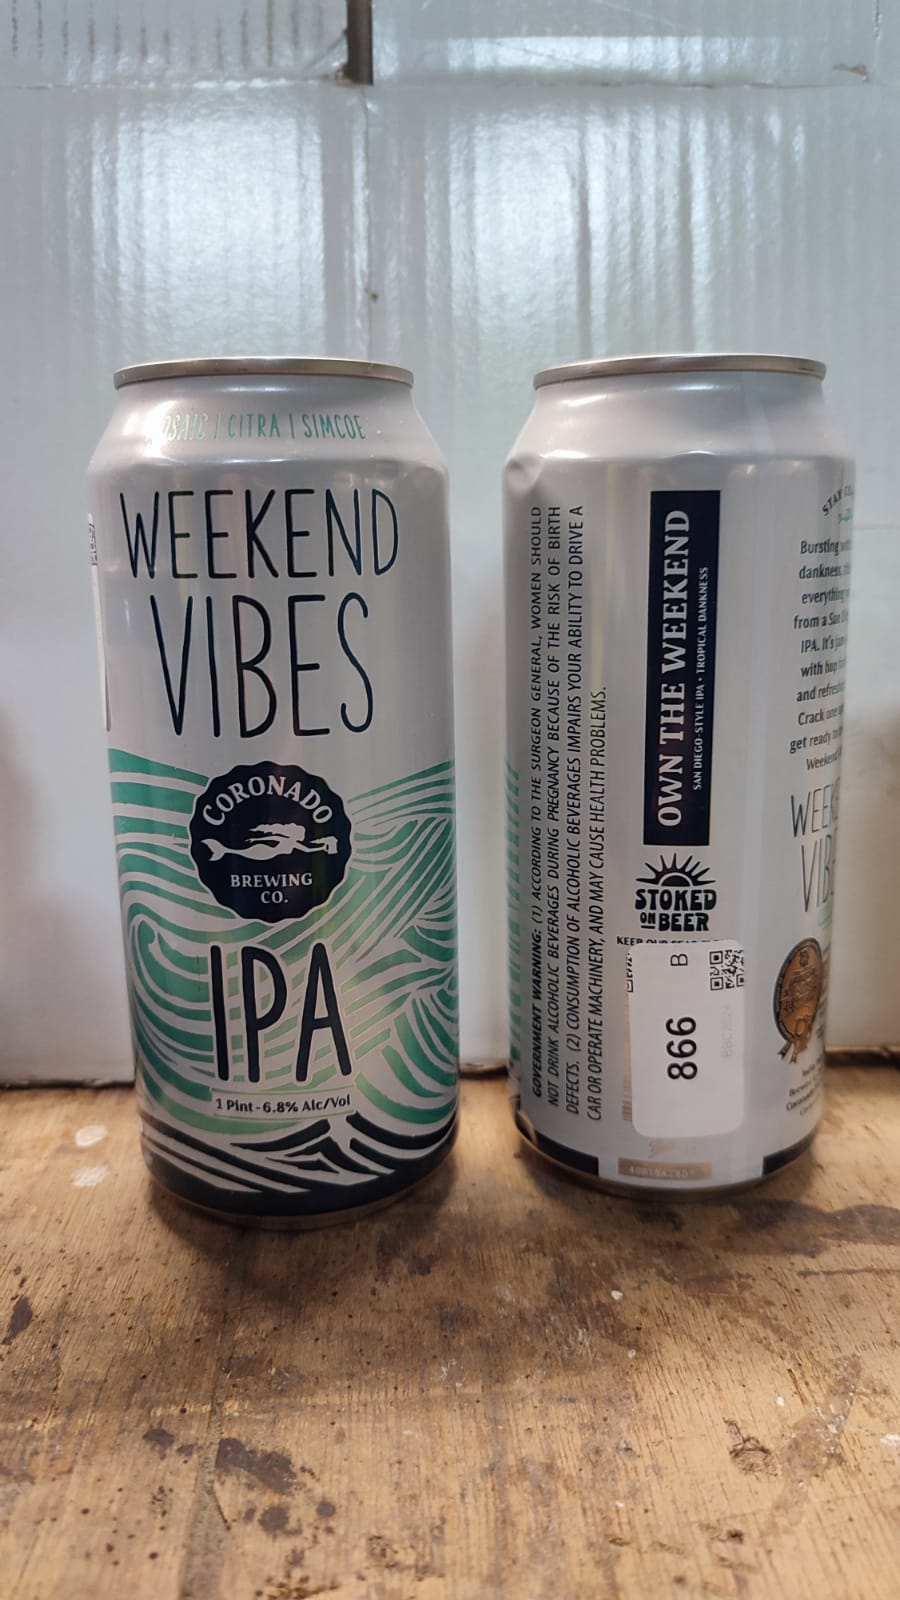 CITRA | SIMCOE
WEEKEND
VIBES
CORONADO
BREWING
CO.
IPA
1 Pint - 6.8% Alc/Vol
GOVERNMENT WARNING: (1) ACCORDING TO THE SURGEON GENERAL, WOMEN SHOULD
NOT DRINK ALCOHOLIC BEVERAGES DURING PREGNANCY BECAUSE OF THE RISK OF BIRTH
DEFECTS. (2) CONSUMPTION OF ALCOHOLIC BEVERAGES IMPAIRS YOUR ABILITY TO DRIVE A
CAR OR OPERATE MACHINERY, AND MAY CAUSE HEALTH PROBLEMS.
OWN THE WEEKEND
SAN DIEGO-STYLE IPA • TROPICAL DANKNESS
STOKED
ON BEER
KEEP OUR
B
866
Bursting
dankness,
everything
from a San
IPA. It's
with hop
and
Crack one
get ready
Weekend